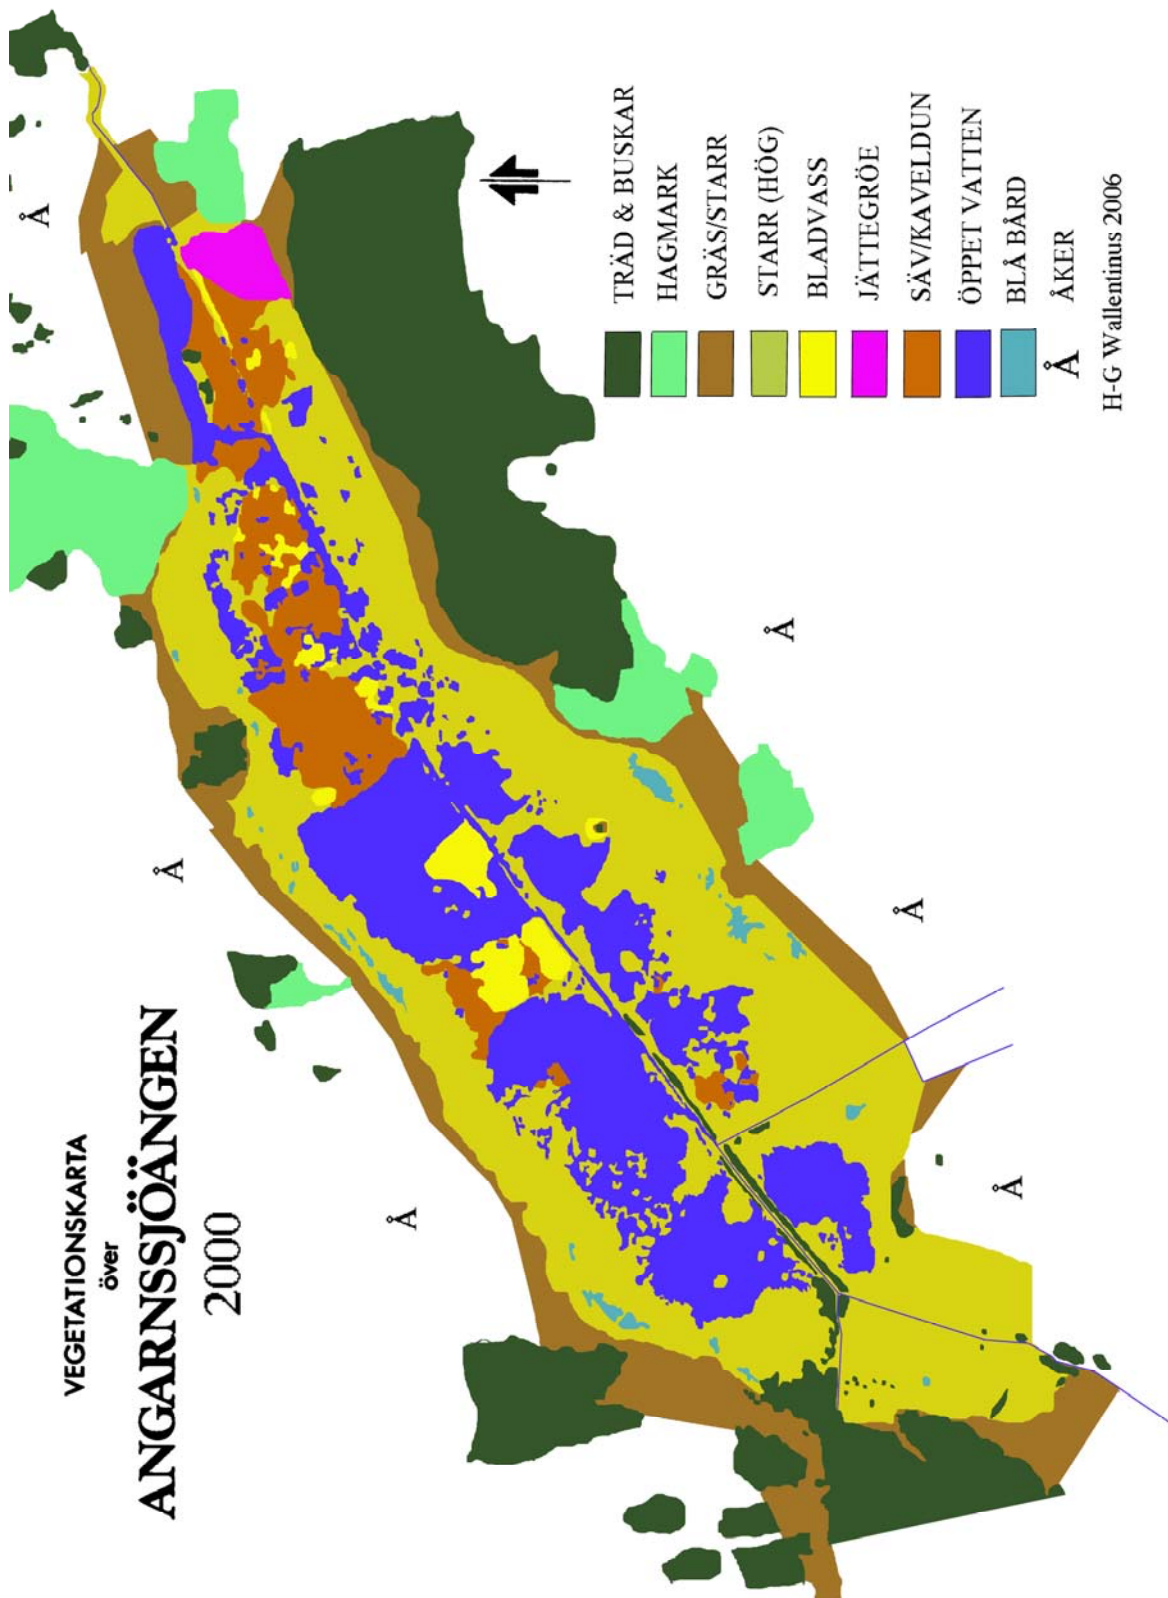 VEGETATIONSKARTA
över
ANGARNSSJÖÄNGEN
2000
TRÄD & BUSKAR
HAGMARK
GRÄS/STARR
STARR (HÖG)
BLADVASS
JÄTTEGRÖE
SÄV/KAVELDUN
ÖPPET VATTEN
BLÅ BÅRD
Å ÅKER
H-G Wallentinus 2006
Å
Å
Å
Å
Å
Å